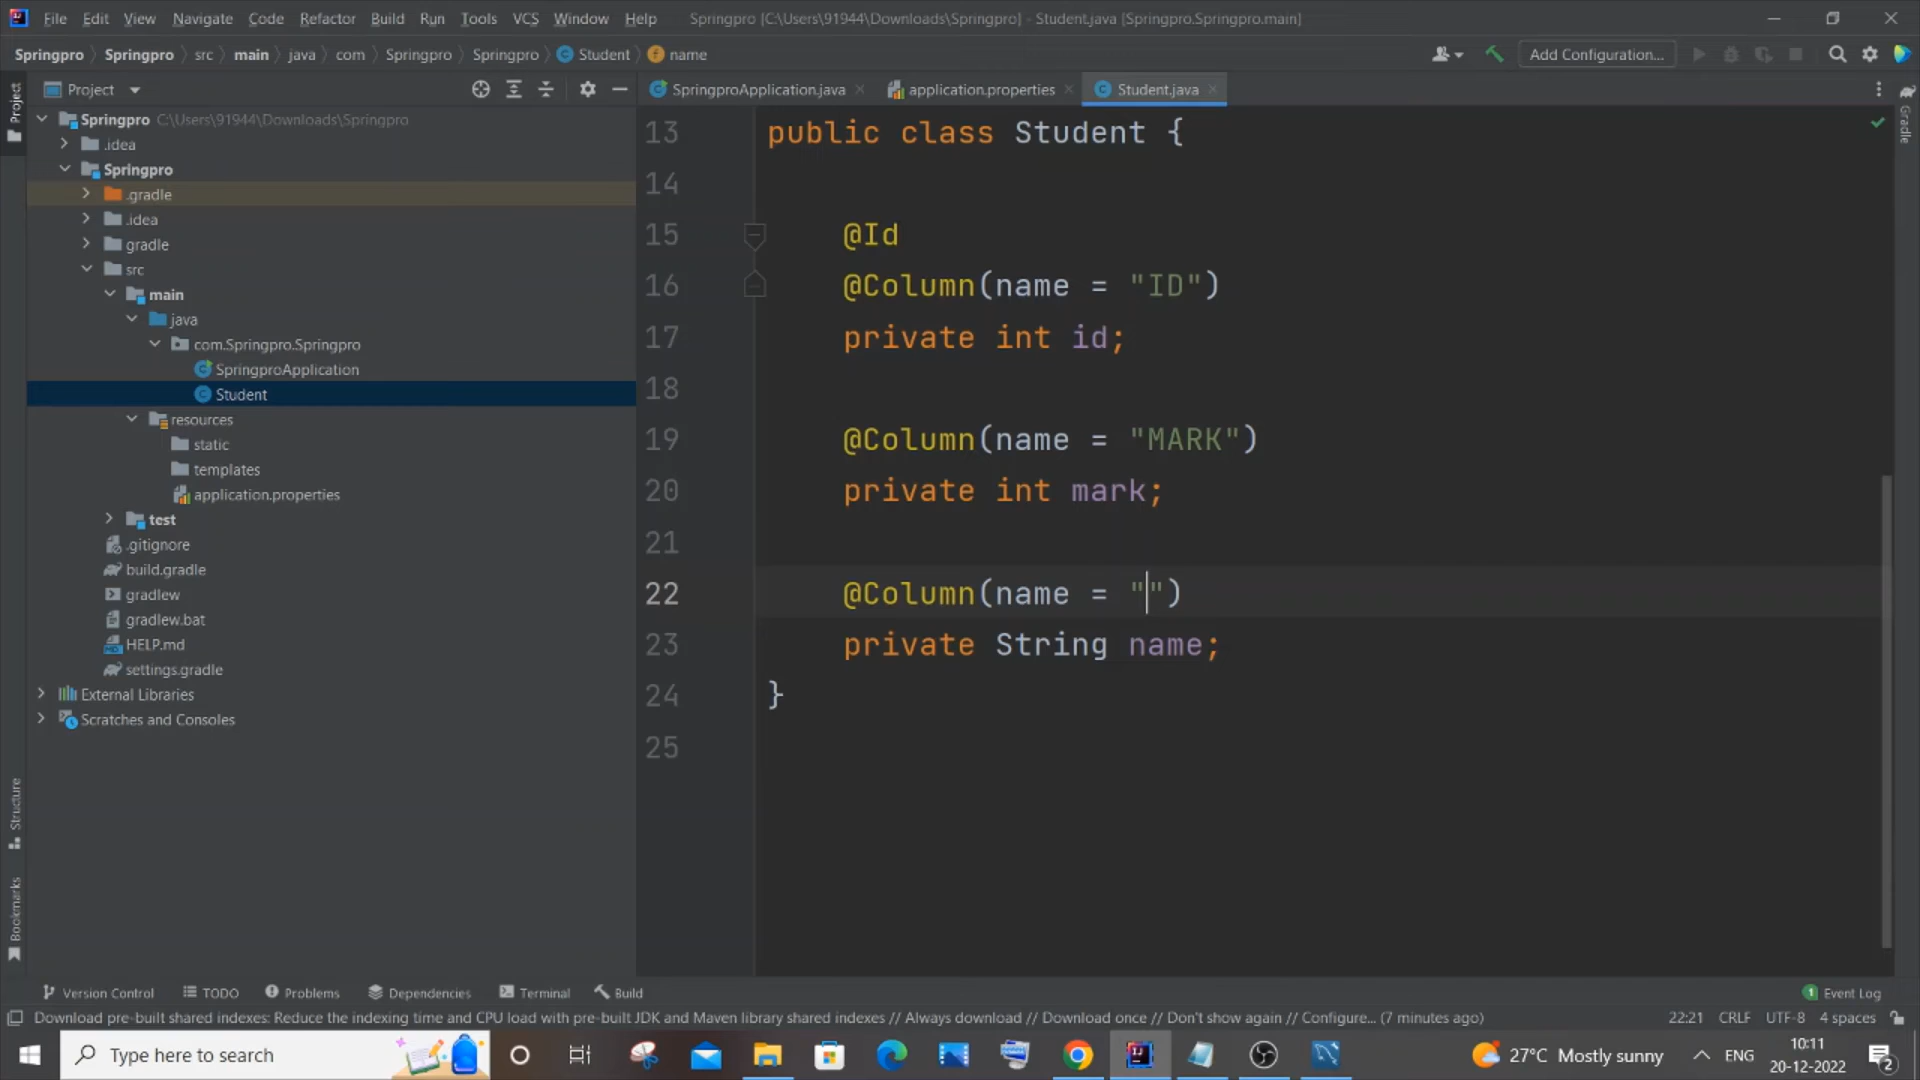 File Edit View Navigate Code Refactor Build Run Tools VCS Window Help Springpro [C:\Users\91944\Downloads\Springpro] - Student.java [Springpro.Springpro.main]
Springpro Springpro src main java com Springpro Springpro Student name Add Configuration...
Project
Project
SpringproApplication.java application.properties Student.java
Gradle
Springpro C:\Users\91944\Downloads\Springpro
.idea
Springpro
.gradle
.idea
gradle
src
main
java
com.Springpro.Springpro
SpringproApplication
Student
resources
static
templates
application.properties
test
.gitignore
build.gradle
gradlew
gradlew.bat
HELP.md
settings.gradle
External Libraries
Scratches and Consoles
13 public class Student {
14
15 @Id
16 @Column(name = "ID")
17 private int id;
18
19 @Column(name = "MARK")
20 private int mark;
21
22 @Column(name = "")
23 private String name;
24 }
25
Structure
Bookmarks
Version Control TODO Problems Dependencies Terminal Build 1 Event Log
Download pre-built shared indexes: Reduce the indexing time and CPU load with pre-built JDK and Maven library shared indexes // Always download // Download once // Don't show again // Configure... (7 minutes ago) 22:21 CRLF UTF-8 4 spaces
Type here to search 27°C Mostly sunny ENG 10:11
20-12-2022 2